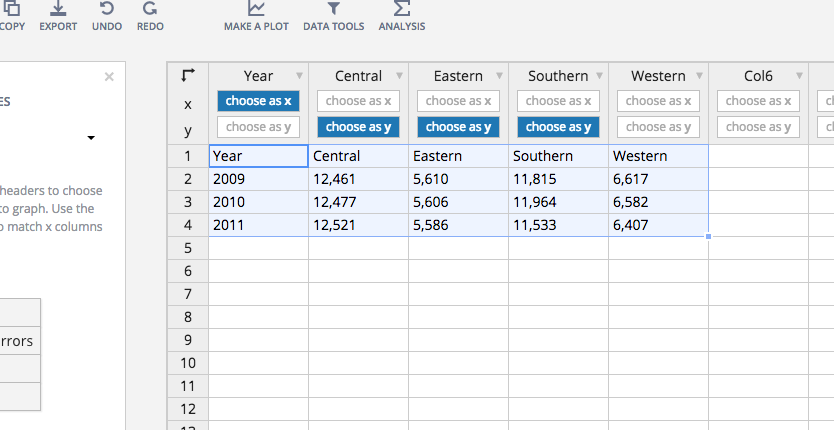 COPY EXPORT UNDO REDO MAKE A PLOT DATA TOOLS ANALYSIS
×
ES
headers to choose
to graph. Use the
match x columns
rrors
Year Central Eastern Southern Western Col6
x choose as x choose as x choose as x choose as x choose as x choose as x
y choose as y choose as y choose as y choose as y choose as y choose as y
1 Year Central Eastern Southern Western
2 2009 12,461 5,610 11,815 6,617
3 2010 12,477 5,606 11,964 6,582
4 2011 12,521 5,586 11,533 6,407
5
6
7
8
9
10
11
12